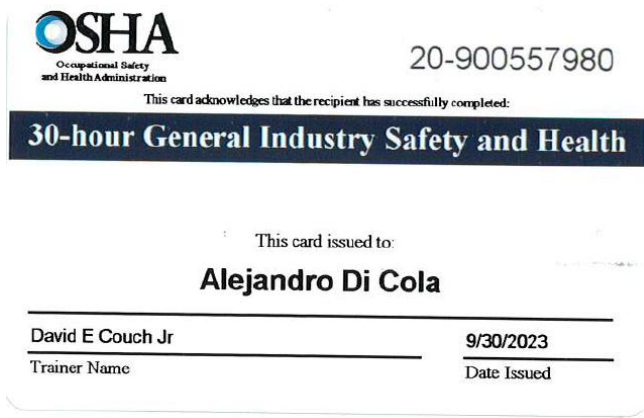 OSHA
Occupational Safety
and Health Administration
20-900557980
This card acknowledges that the recipient has successfully completed:
30-hour General Industry Safety and Health
This card issued to:
Alejandro Di Cola
David E Couch Jr
9/30/2023
Trainer Name
Date Issued